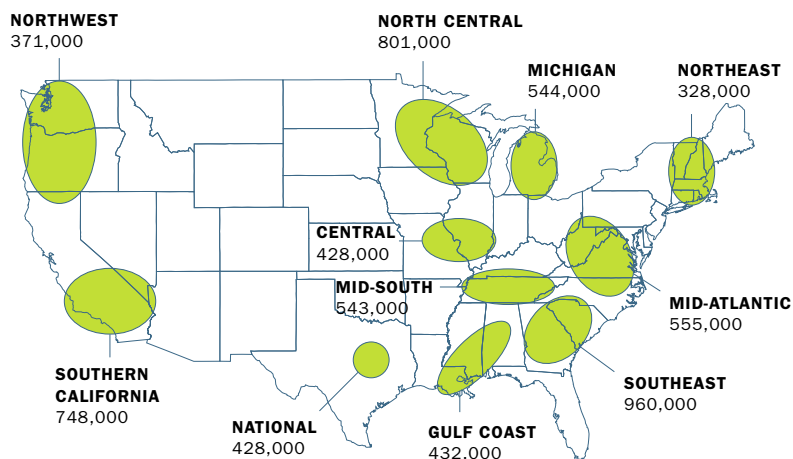 NORTHWEST
371,000
NORTH CENTRAL
801,000
MICHIGAN
544,000
NORTHEAST
328,000
CENTRAL
428,000
MID-SOUTH
543,000
MID-ATLANTIC
555,000
SOUTHERN
CALIFORNIA
748,000
NATIONAL
428,000
GULF COAST
432,000
SOUTHEAST
960,000